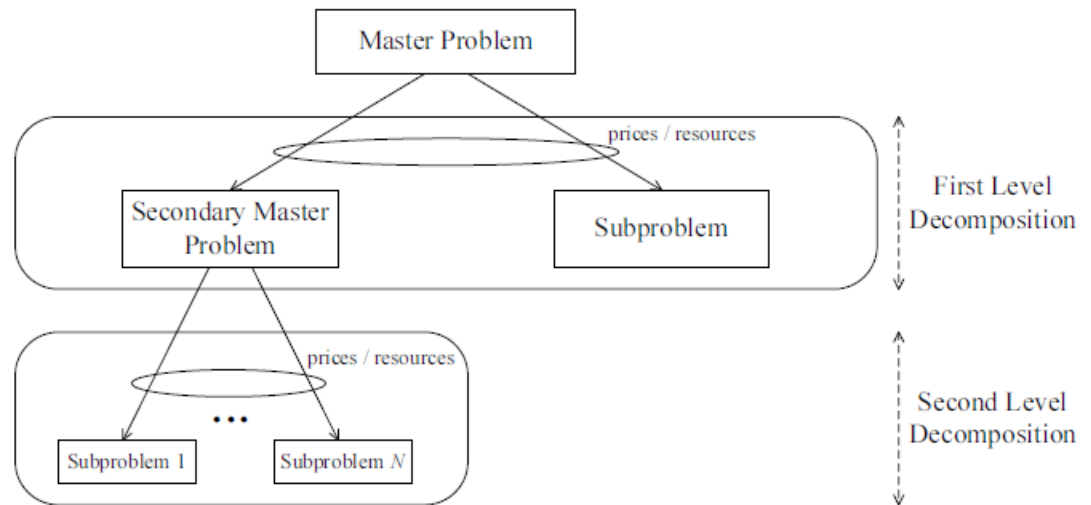 Master Problem
prices / resources
Secondary Master
Problem
Subproblem
First Level
Decomposition
prices / resources
Subproblem 1
Subproblem N
Second Level
Decomposition